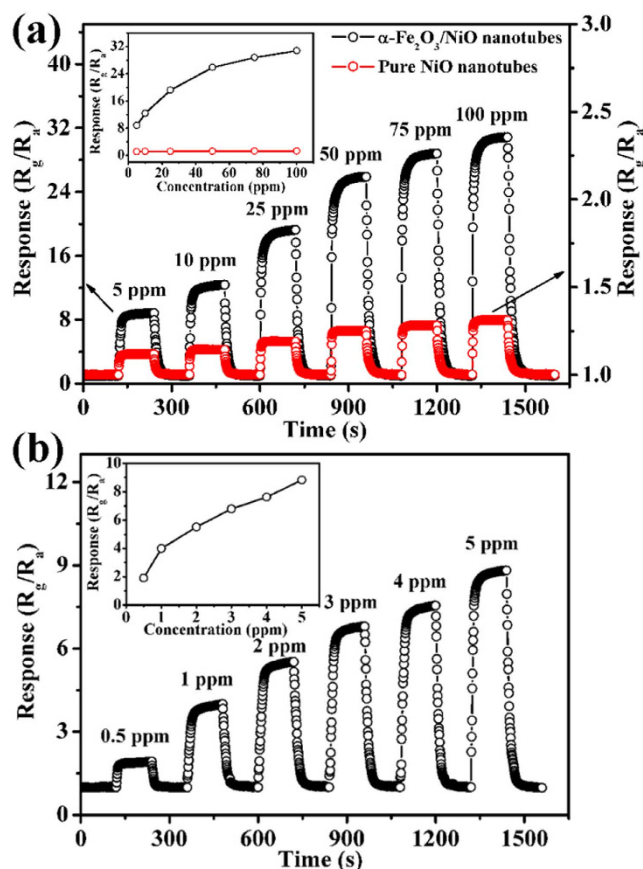 (a)
α-Fe₂O₃/NiO nanotubes
Pure NiO nanotubes
Response (Rg/Ra)
40
32
24
16
8
0
3.0
2.5
2.0
1.5
1.0
Response (Rg/Ra)
Response (Rg/Ra)
32
24
16
8
0
0 20 40 60 80 100
Concentration (ppm)
5 ppm
10 ppm
25 ppm
50 ppm
75 ppm
100 ppm
0 300 600 900 1200 1500
Time (s)
(b)
Response (Rg/Ra)
12
9
6
3
0
Response (Rg/Ra)
10
8
6
4
2
0
1 2 3 4 5
Concentration (ppm)
0.5 ppm
1 ppm
2 ppm
3 ppm
4 ppm
5 ppm
0 300 600 900 1200 1500
Time (s)